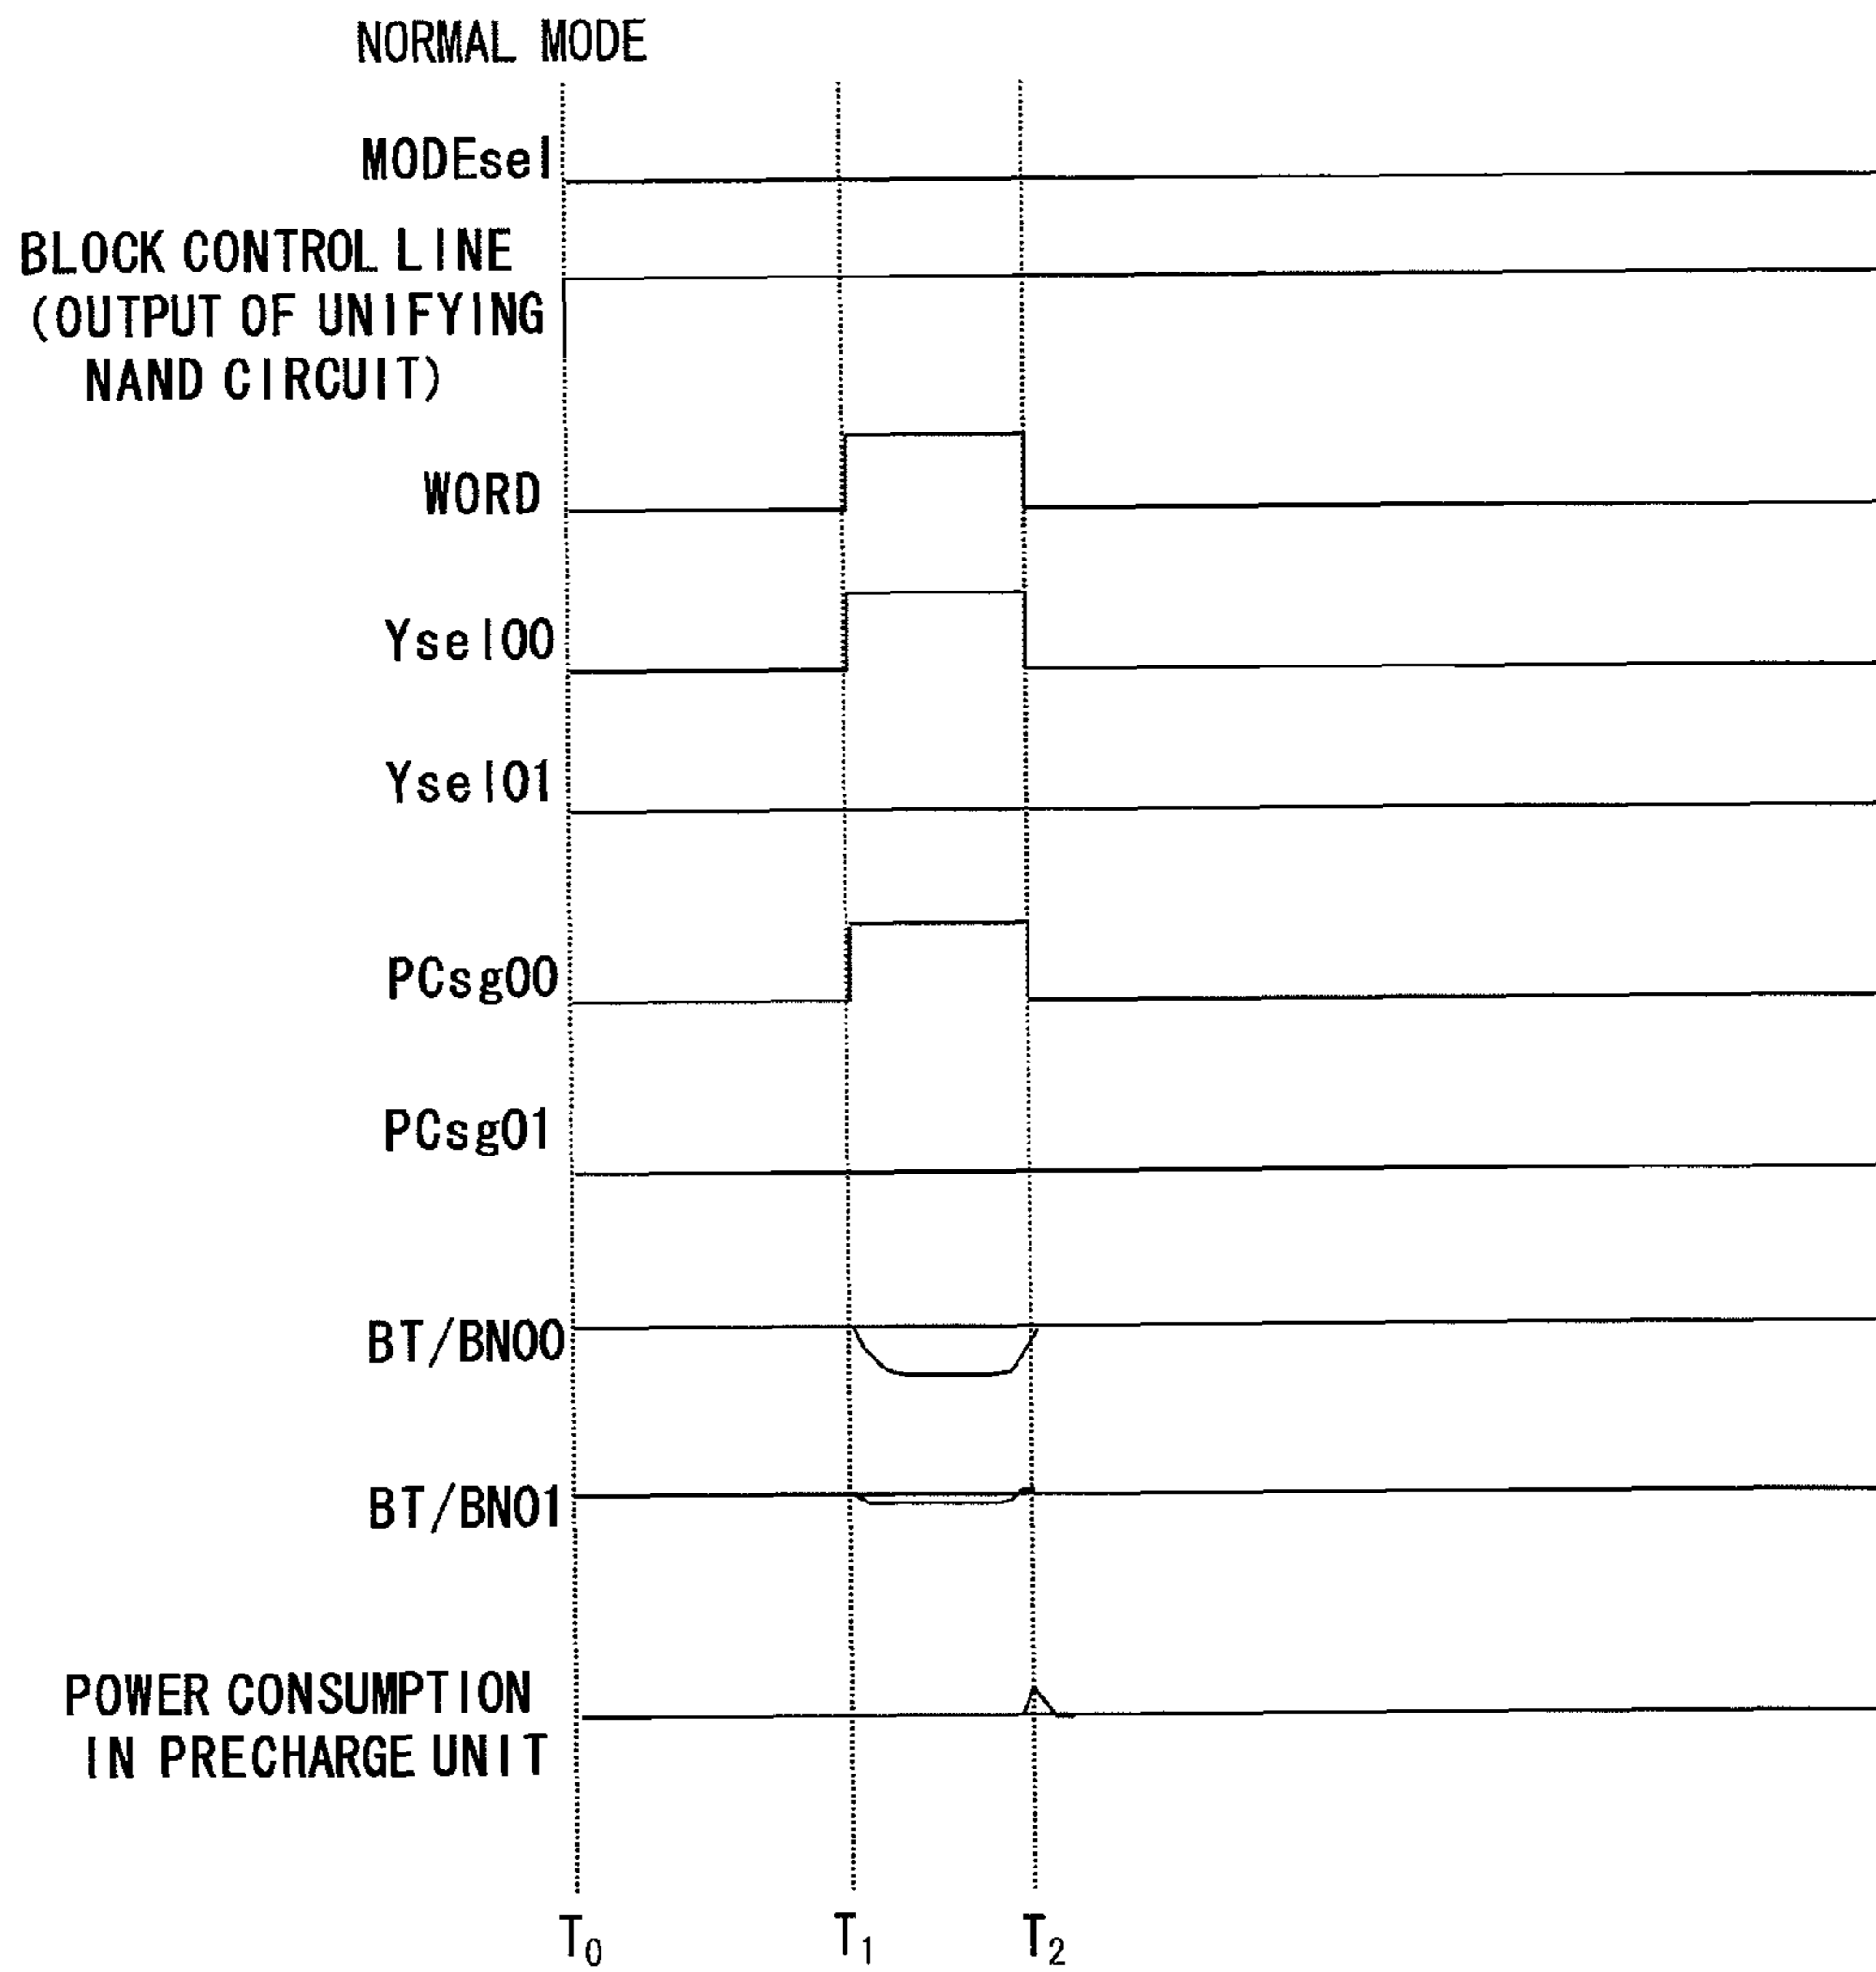 NORMAL MODE
MODEsel
BLOCK CONTROL LINE
(OUTPUT OF UNIFYING
NAND CIRCUIT)
WORD
Ysel00
Ysel01
PCsg00
PCsg01
BT/BN00
BT/BN01
POWER CONSUMPTION
IN PRECHARGE UNIT
T0 T1 T2